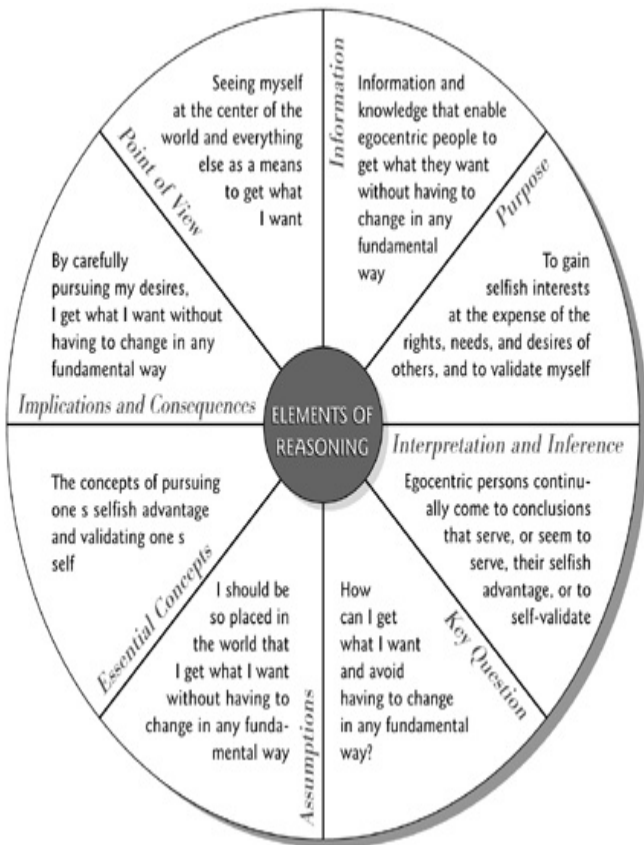 Point of View
Seeing myself
at the center of the
world and everything
else as a means
to get what
I want
Information
Information and
knowledge that enable
egocentric people to
get what they want
without having to
change in any
fundamental
way
Purpose
To gain
selfish interests
at the expense of the
rights, needs, and desires of
others, and to validate myself
By carefully
pursuing my desires,
I get what I want without
having to change in any
fundamental way
Implications and Consequences
ELEMENTS OF
REASONING
Interpretation and Inference
Egocentric persons continu-
ally come to conclusions
that serve, or seem to
serve, their selfish
advantage, or to
self-validate
The concepts of pursuing
one s selfish advantage
and validating one s
self
Essential Concepts
I should be
so placed in
the world that
I get what I want
without having to
change in any funda-
mental way
Assumptions
How
can I get
what I want
and avoid
having to change
in any fundamental
way?
Key Question